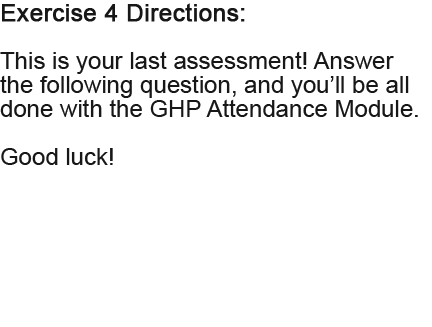 Exercise 4 Directions:
This is your last assessment! Answer
the following question, and you’ll be all
done with the GHP Attendance Module.
Good luck!